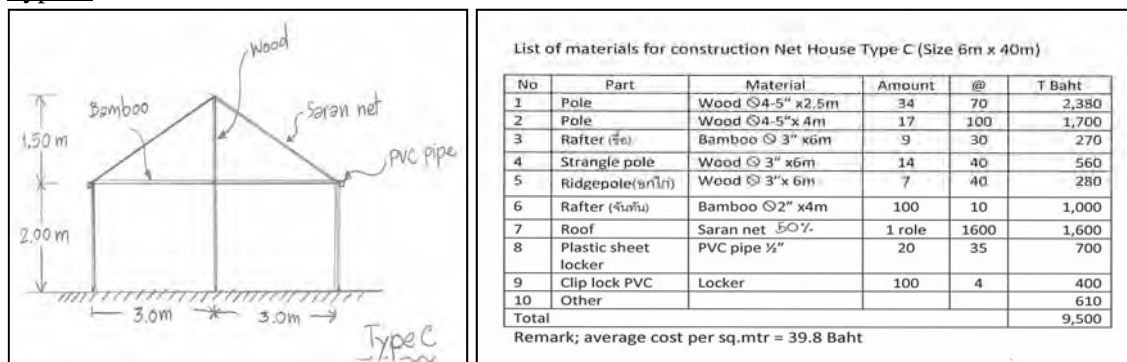 Wood
Bamboo
Saran net
PVC pipe
1.50 m
2.00 m
3.0m
3.0m
Type C
List of materials for construction Net House Type C (Size 6m x 40m)
No Part Material Amount @ T Baht
1 Pole Wood ⦸4-5" x2.5m 34 70 2,380
2 Pole Wood ⦸4-5"x 4m 17 100 1,700
3 Rafter (ขื่อ) Bamboo ⦸ 3" x6m 9 30 270
4 Strangle pole Wood ⦸ 3" x6m 14 40 560
5 Ridgepole(อกไก่) Wood ⦸ 3"x 6m 7 40 280
6 Rafter (จันทัน) Bamboo ⦸2" x4m 100 10 1,000
7 Roof Saran net 50% 1 role 1600 1,600
8 Plastic sheet locker PVC pipe ½" 20 35 700
9 Clip lock PVC Locker 100 4 400
10 Other 610
Total 9,500
Remark; average cost per sq.mtr = 39.8 Baht